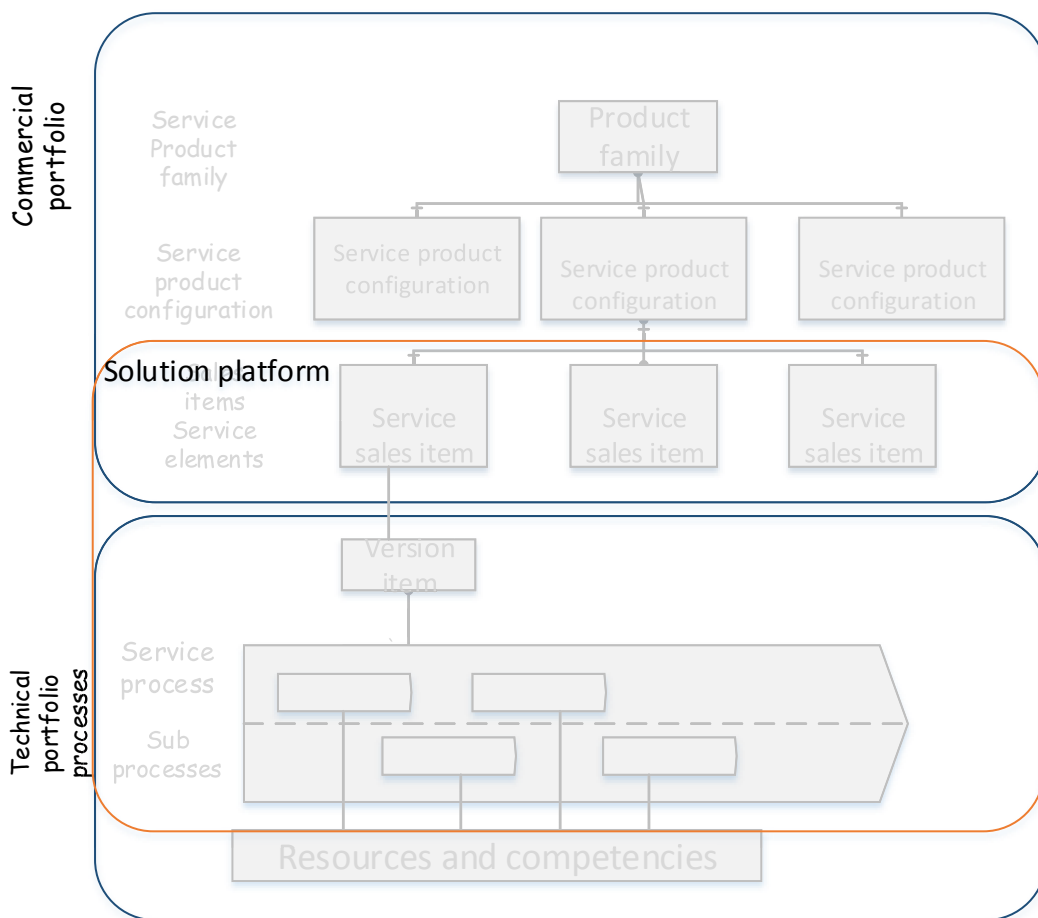 Commercial
portfolio
Service
Product
family
Product
family
Service
product
configuration
Service product
configuration
Service product
configuration
Service product
configuration
Solution platform
Sales
items
Service
elements
Service
sales item
Service
sales item
Service
sales item
Version
item
Technical
portfolio
processes
Service
process
Sub
processes
Resources and competencies